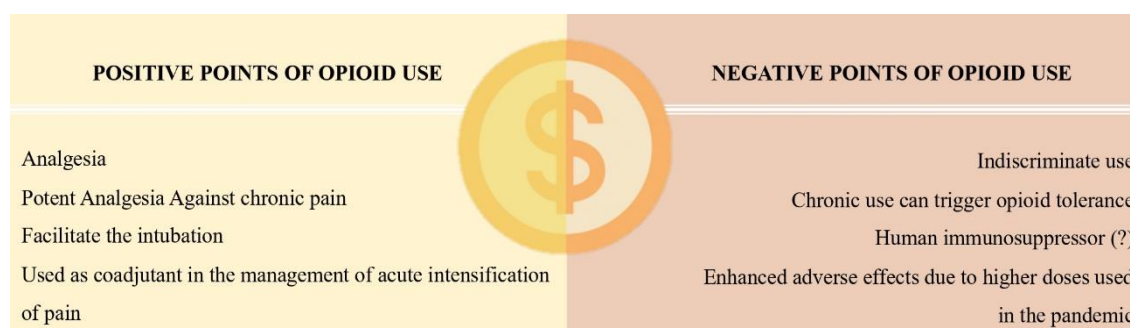 POSITIVE POINTS OF OPIOID USE
Analgesia
Potent Analgesia Against chronic pain
Facilitate the intubation
Used as coadjutant in the management of acute intensification
of pain
NEGATIVE POINTS OF OPIOID USE
Indiscriminate use
Chronic use can trigger opioid tolerance
Human immunosuppressor (?)
Enhanced adverse effects due to higher doses used
in the pandemic
$